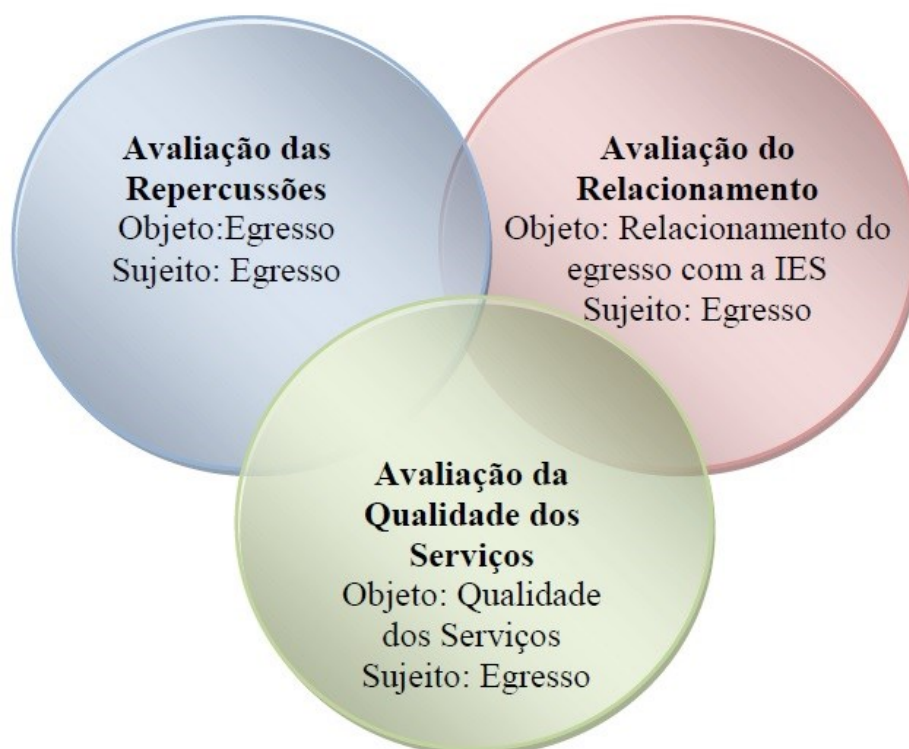 Avaliação das
Repercussões
Objeto:Egresso
Sujeito: Egresso
Avaliação do
Relacionamento
Objeto: Relacionamento do
egresso com a IES
Sujeito: Egresso
Avaliação da
Qualidade dos
Serviços
Objeto: Qualidade
dos Serviços
Sujeito: Egresso